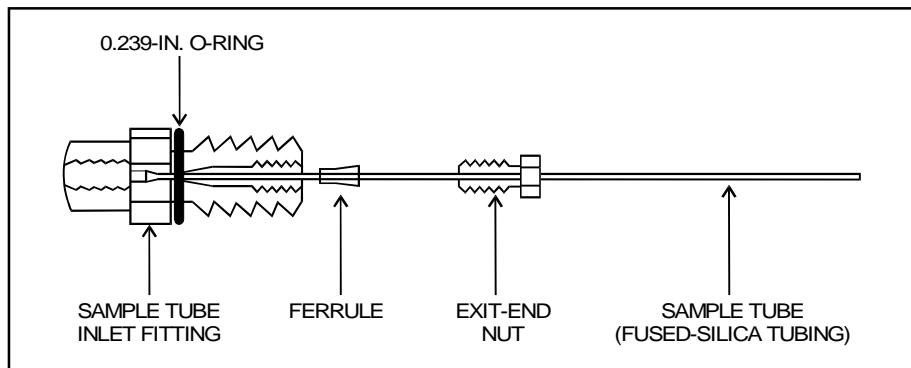 0.239-IN. O-RING
SAMPLE TUBE
INLET FITTING
FERRULE
EXIT-END
NUT
SAMPLE TUBE
(FUSED-SILICA TUBING)